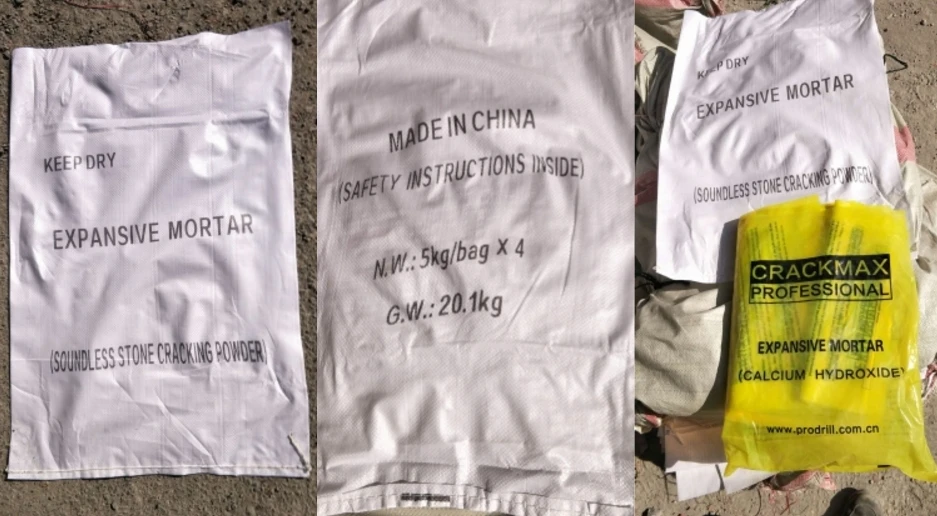 KEEP DRY
EXPANSIVE MORTAR
(SOUNDLESS STONE CRACKING POWDER)
MADE IN CHINA
(SAFETY INSTRUCTIONS INSIDE)
N.W.: 5kg/bag X 4
G.W.: 20.1kg
KEEP DRY
EXPANSIVE MORTAR
(SOUNDLESS STONE CRACKING POWDER)
CRACKMAX
PROFESSIONAL
EXPANSIVE MORTAR
(CALCIUM HYDROXIDE)
www.prodrill.com.cn